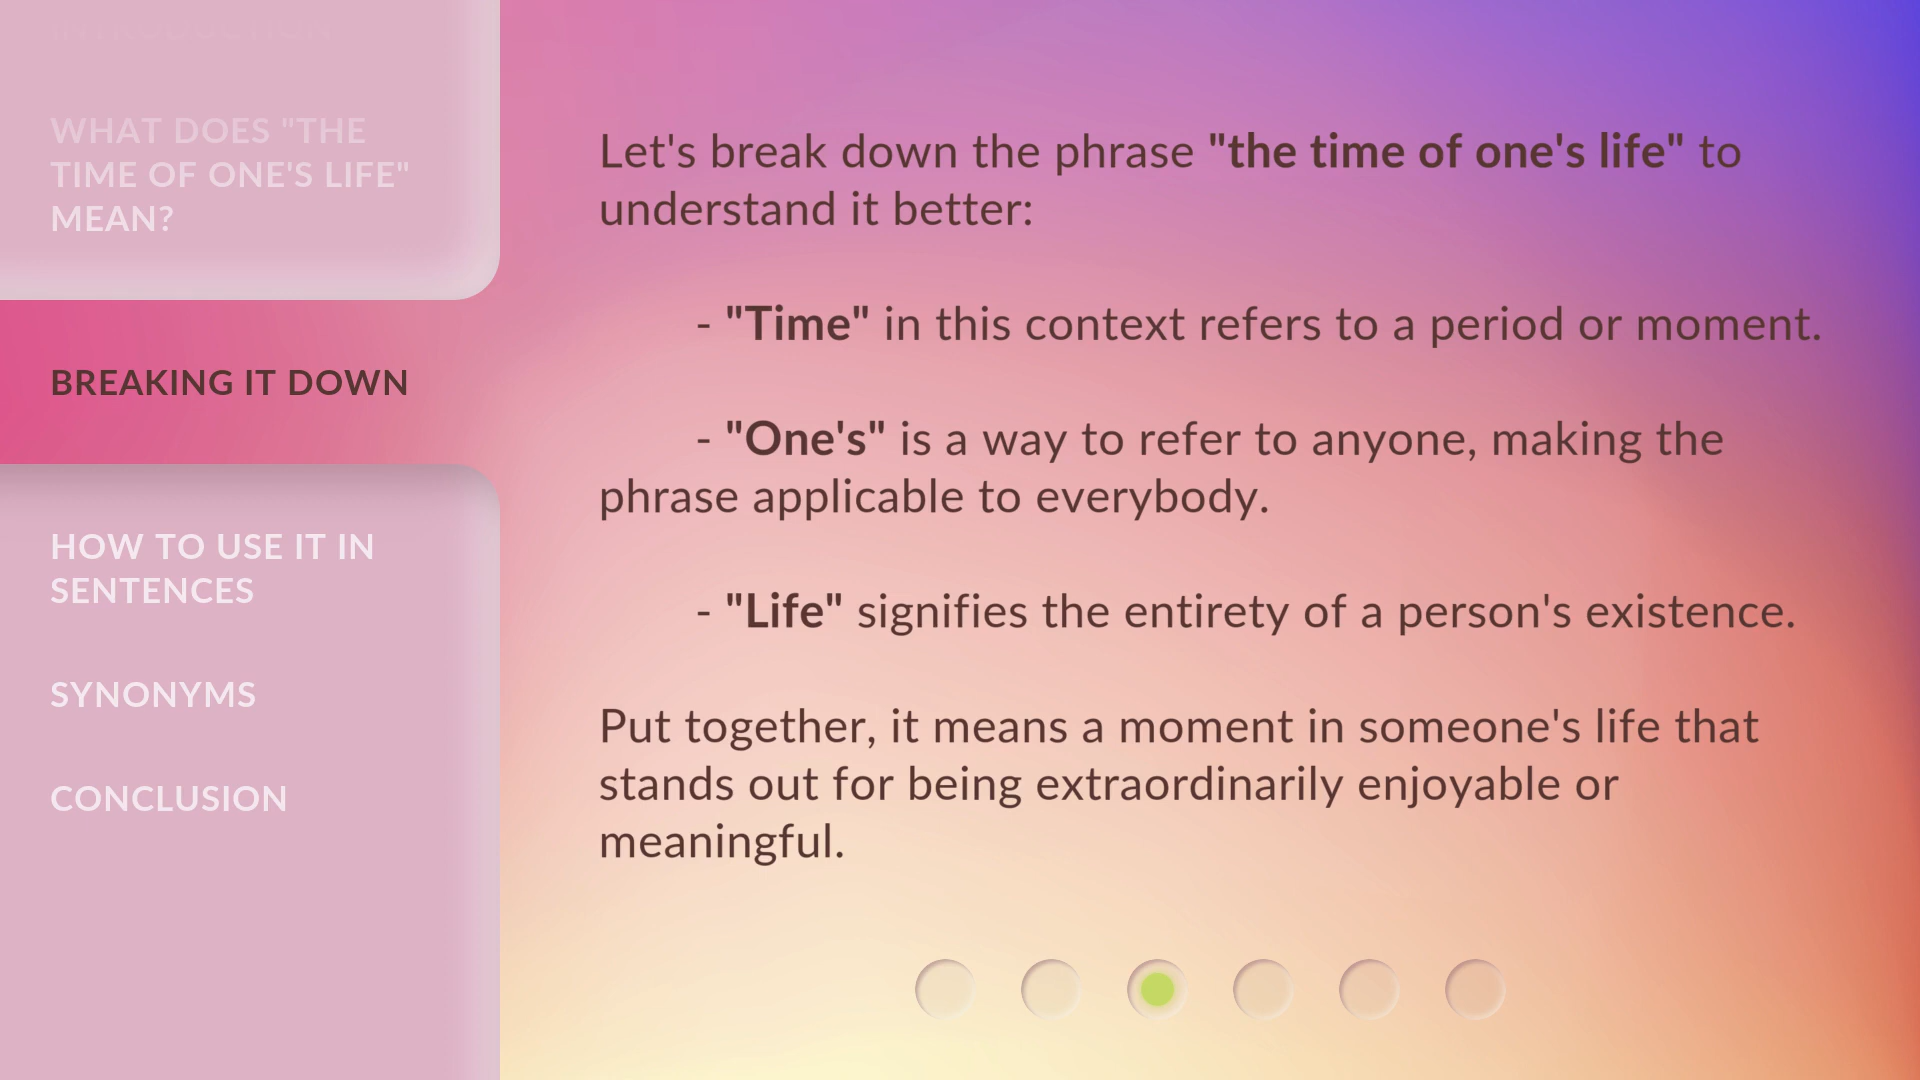 INTRODUCTION
WHAT DOES "THE
TIME OF ONE'S LIFE"
MEAN?
BREAKING IT DOWN
HOW TO USE IT IN
SENTENCES
SYNONYMS
CONCLUSION
Let's break down the phrase "the time of one's life" to
understand it better:
- "Time" in this context refers to a period or moment.
- "One's" is a way to refer to anyone, making the
phrase applicable to everybody.
- "Life" signifies the entirety of a person's existence.
Put together, it means a moment in someone's life that
stands out for being extraordinarily enjoyable or
meaningful.